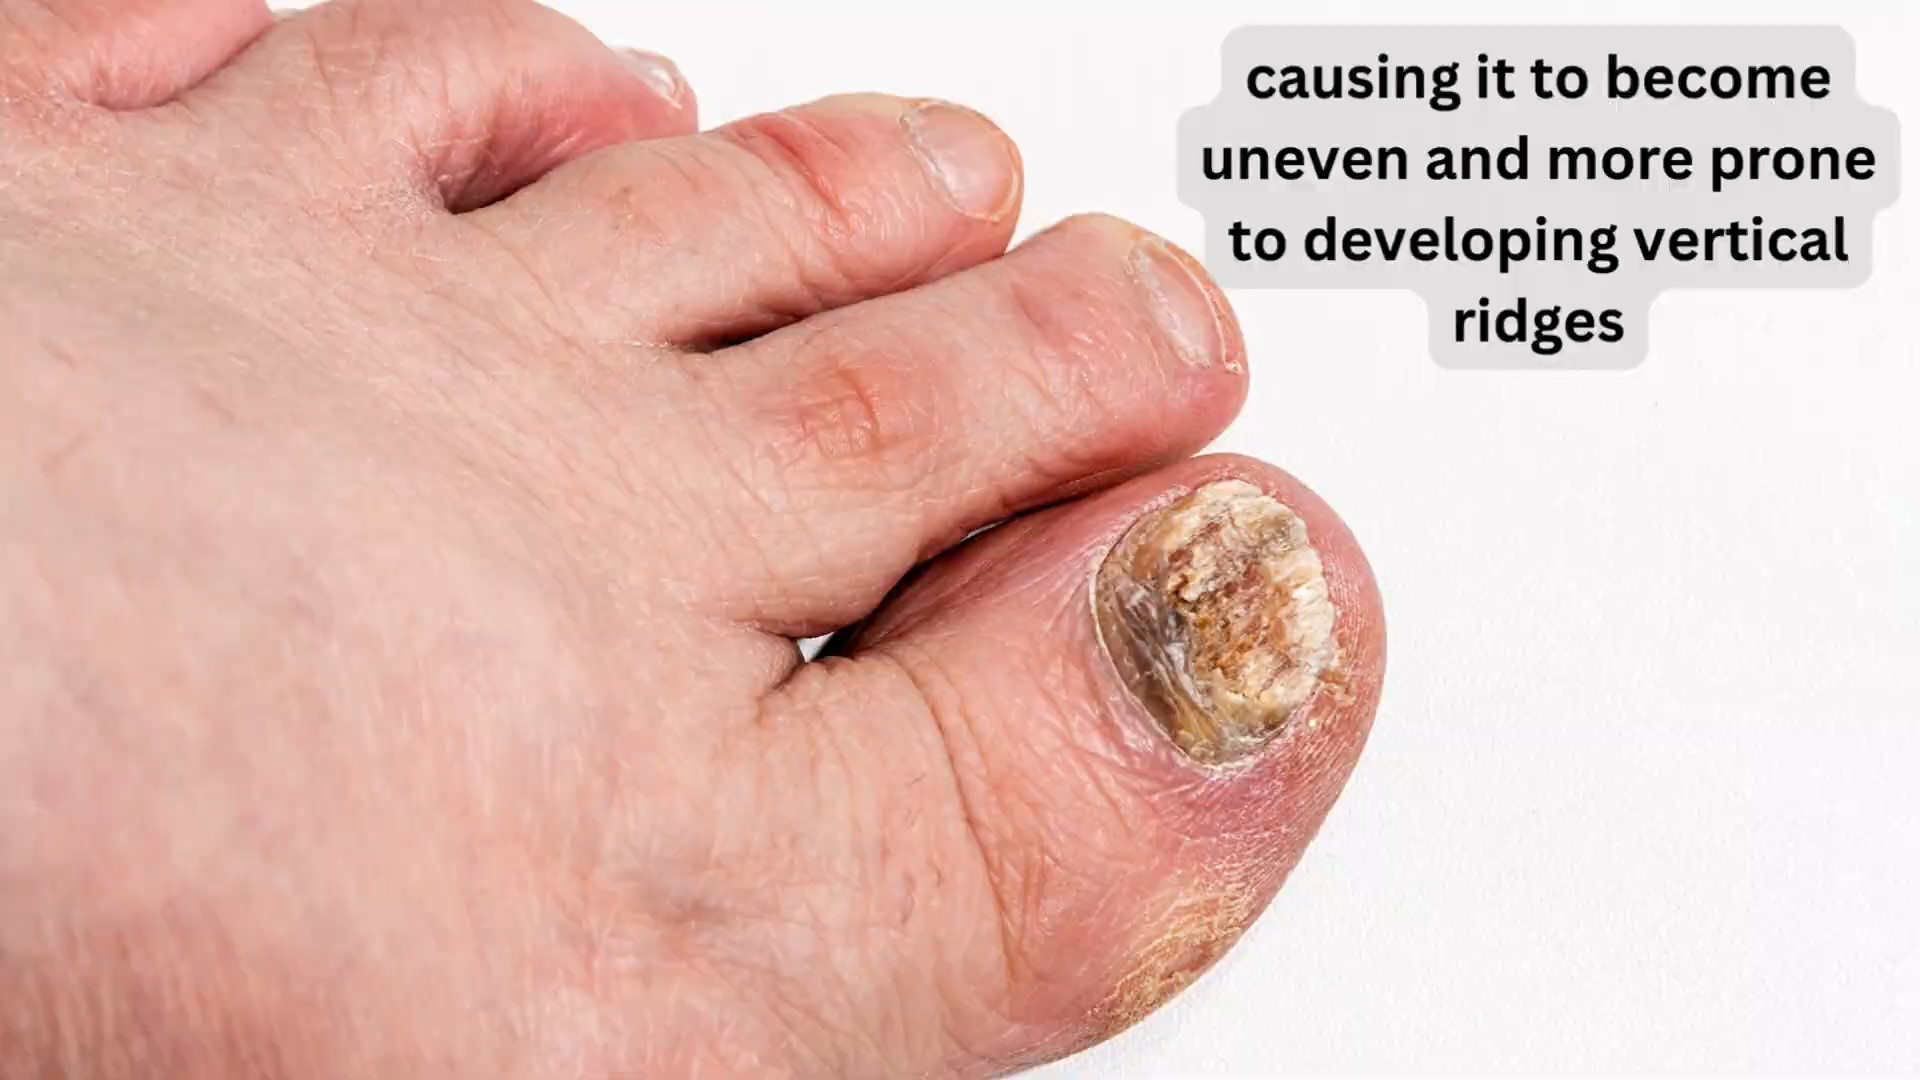 causing it to become
uneven and more prone
to developing vertical
ridges